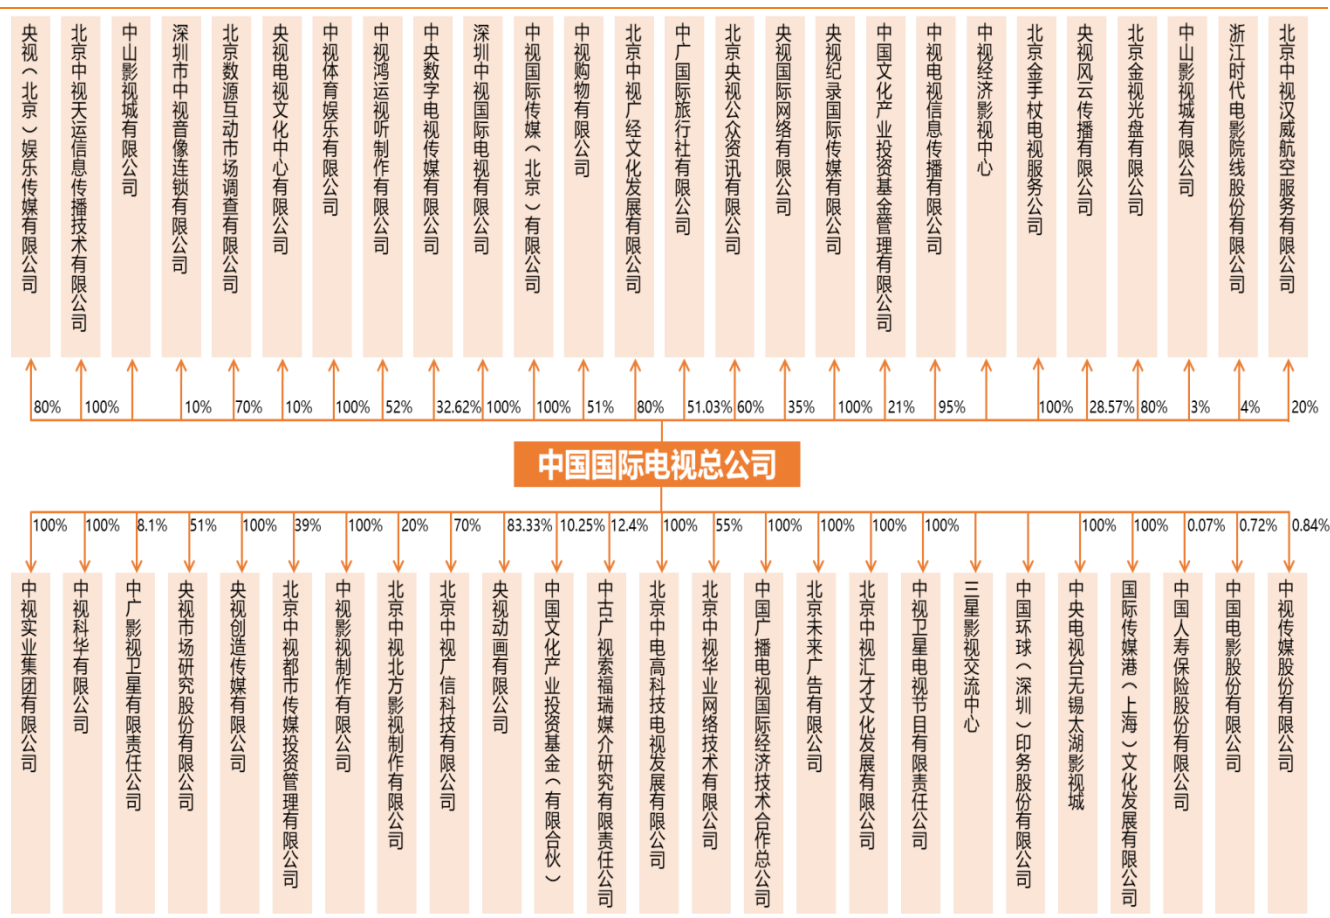 央视（北京）娱乐传媒有限公司
北京中视天运信息传播技术有限公司
中山影视城有限公司
深圳市中视音像连锁有限公司
北京数源互动市场调查有限公司
央视电视文化中心有限公司
中视体育娱乐有限公司
中视鸿运视听制作有限公司
中央数字电视传媒有限公司
深圳中视国际电视有限公司
中视国际传媒（北京）有限公司
中视购物有限公司
北京中视广经文化发展有限公司
中广国际旅行社有限公司
北京央视公众资讯有限公司
央视国际网络有限公司
央视纪录国际传媒有限公司
中国文化产业投资基金管理有限公司
中视电视信息传播有限公司
中视经济影视中心
北京金手杖电视服务公司
央视风云传播有限公司
北京金视光盘有限公司
中山影视城有限公司
浙江时代电影院线股份有限公司
北京中视汉威航空服务有限公司
80%
100%
10%
70%
10%
100%
52%
32.62%
100%
100%
51%
80%
51.03%
60%
35%
100%
21%
95%
100%
28.57%
80%
3%
4%
20%
中国国际电视总公司
100%
100%
8.1%
51%
100%
39%
100%
20%
70%
83.33%
10.25%
12.4%
100%
55%
100%
100%
100%
100%
100%
100%
0.07%
0.72%
0.84%
中视实业集团有限公司
中视科华有限公司
中广影视卫星有限责任公司
央视市场研究股份有限公司
央视创造传媒有限公司
北京中视都市传媒投资管理有限公司
中视影视制作有限公司
北京中视北方影视制作有限公司
北京中视广信科技有限公司
央视动画有限公司
中国文化产业投资基金（有限合伙）
中古广视索福瑞媒介研究有限责任公司
北京中电高科技电视发展有限公司
北京中视华业网络技术有限公司
中国广播电视国际经济技术合作总公司
北京未来广告有限公司
北京中视汇才文化发展有限公司
中视卫星电视节目有限责任公司
三星影视交流中心
中国环球（深圳）印务股份有限公司
中央电视台无锡太湖影视城
国际传媒港（上海）文化发展有限公司
中国人寿保险股份有限公司
中国电影股份有限公司
中视传媒股份有限公司